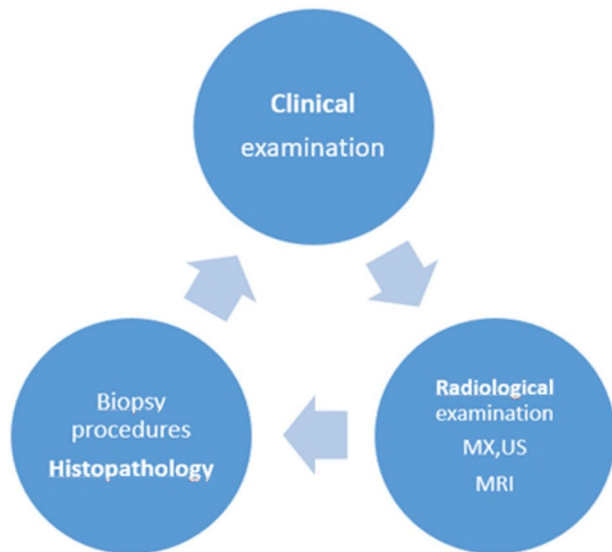 Clinical
examination
Radiological
examination
MX,US
MRI
Biopsy
procedures
Histopathology